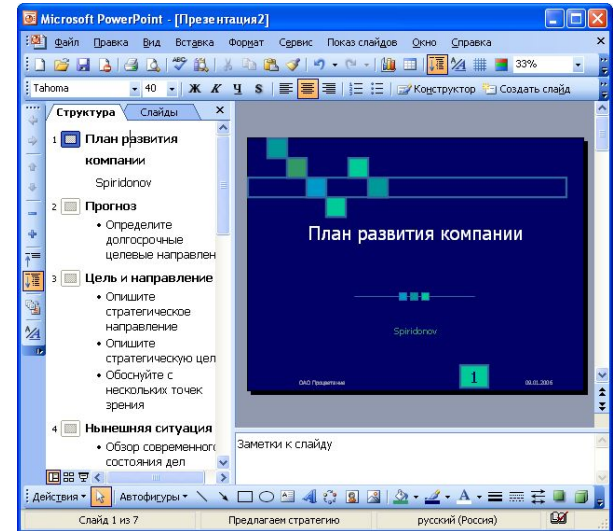 Microsoft PowerPoint - [Презентация2]
Файл Правка Вид Вставка Формат Сервис Показ слайдов Окно Справка
33%
Tahoma 40 Ж К Ч S Конструктор Создать слайд
Структура Слайды
1 План развития
компании
Spiridonov
2 Прогноз
• Определите
долгосрочные
целевые направлен
3 Цель и направление
• Опишите
стратегическое
направление
• Опишите
стратегическую цел
• Обоснуйте с
нескольких точек
зрения
4 Нынешняя ситуация
• Обзор современного
состояния дел
План развития компании
Spiridonov
ОАО Процветание
1
09.01.2006
Заметки к слайду
Действия Автофигуры
Слайд 1 из 7 Предлагаем стратегию русский (Россия)